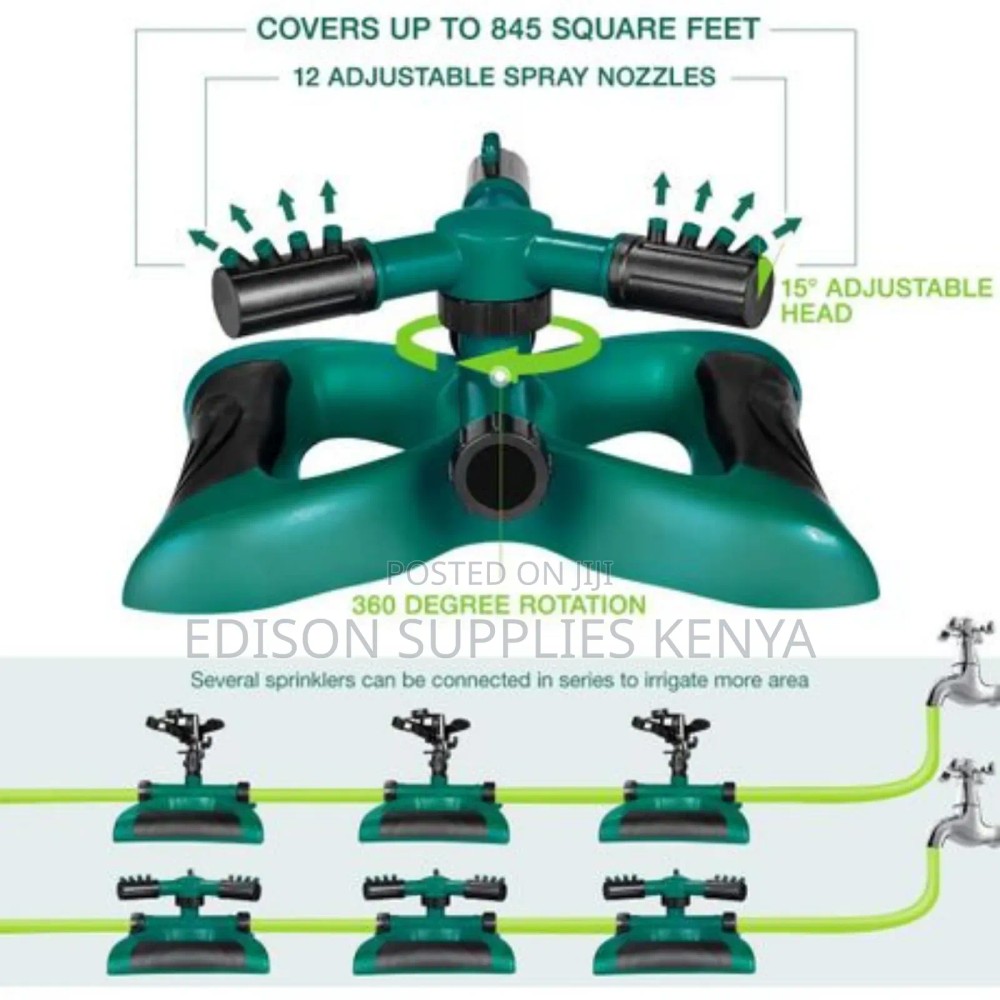 COVERS UP TO 845 SQUARE FEET
12 ADJUSTABLE SPRAY NOZZLES
15° ADJUSTABLE
HEAD
POSTED ON JIJI
360 DEGREE ROTATION
EDISON SUPPLIES KENYA
Several sprinklers can be connected in series to irrigate more area